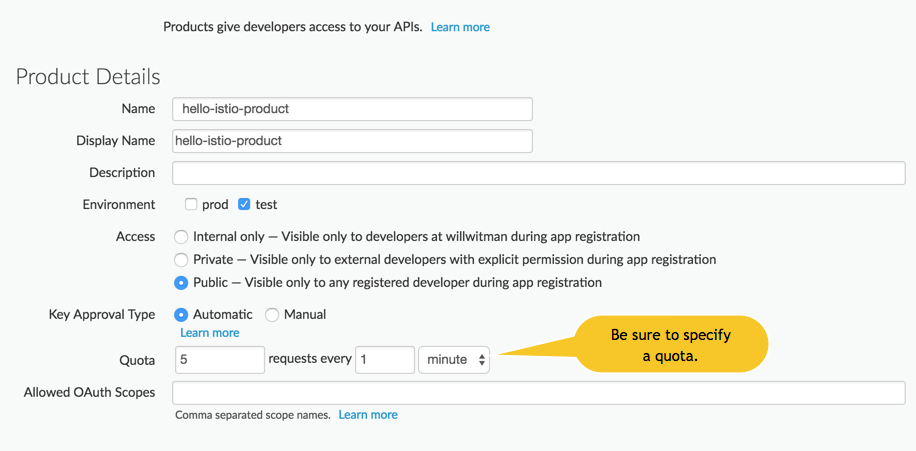 Products give developers access to your APIs. Learn more
Product Details
Name hello-istio-product
Display Name hello-istio-product
Description
Environment prod test
Access Internal only — Visible only to developers at willwitman during app registration
Private — Visible only to external developers with explicit permission during app registration
Public — Visible only to any registered developer during app registration
Key Approval Type Automatic Manual
Learn more
Quota 5 requests every 1 minute
Be sure to specify
a quota.
Allowed OAuth Scopes
Comma separated scope names. Learn more